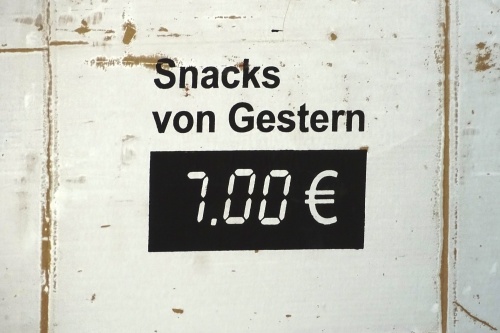 Snacks
von Gestern
7.00 €